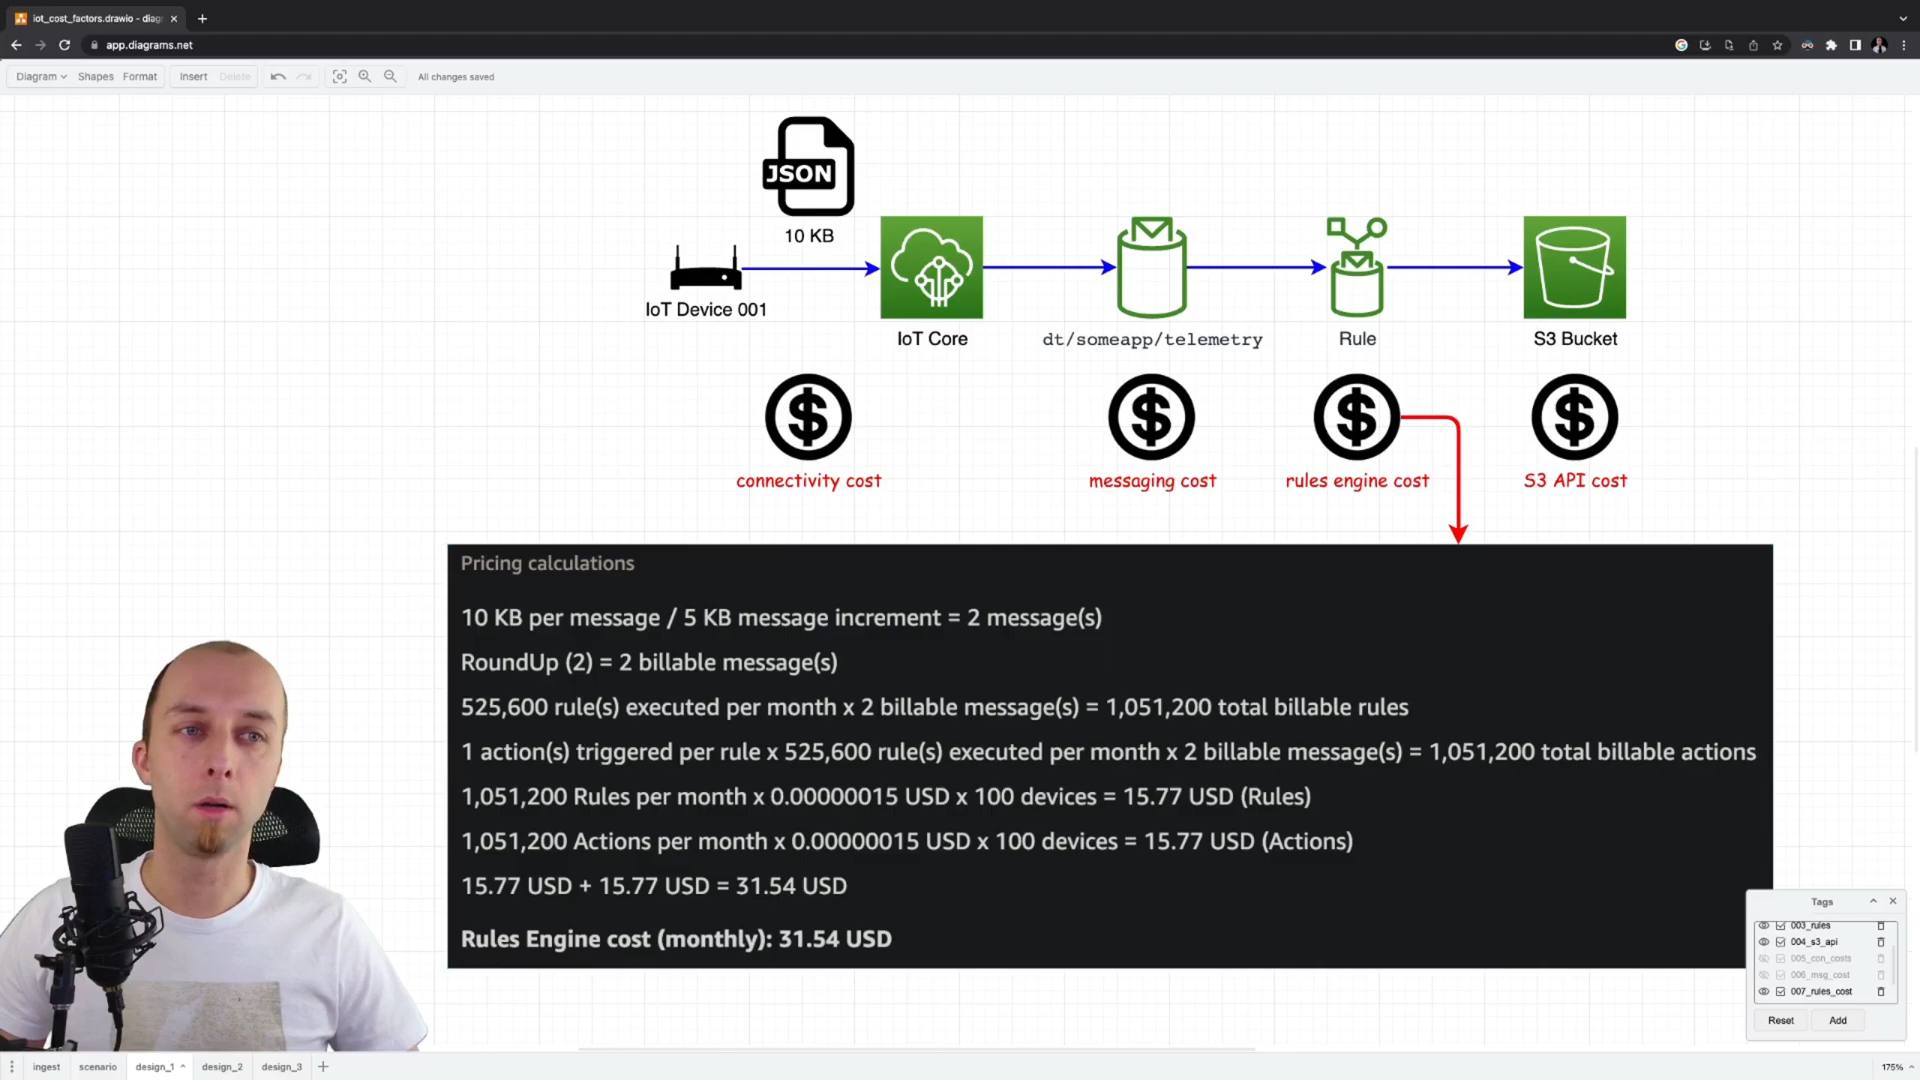 iot_cost_factors.drawio - diag
app.diagrams.net
Diagram Shapes Format Insert Delete All changes saved
JSON
10 KB
IoT Device 001
IoT Core
dt/someapp/telemetry
Rule
S3 Bucket
$ $ $ $
connectivity cost
messaging cost
rules engine cost
S3 API cost
Pricing calculations
10 KB per message / 5 KB message increment = 2 message(s)
RoundUp (2) = 2 billable message(s)
525,600 rule(s) executed per month x 2 billable message(s) = 1,051,200 total billable rules
1 action(s) triggered per rule x 525,600 rule(s) executed per month x 2 billable message(s) = 1,051,200 total billable actions
1,051,200 Rules per month x 0.00000015 USD x 100 devices = 15.77 USD (Rules)
1,051,200 Actions per month x 0.00000015 USD x 100 devices = 15.77 USD (Actions)
15.77 USD + 15.77 USD = 31.54 USD
Rules Engine cost (monthly): 31.54 USD
Tags
003_rules
004_s3_api
005_con_costs
006_msg_cost
007_rules_cost
Reset Add
ingest scenario design_1 design_2 design_3
175%